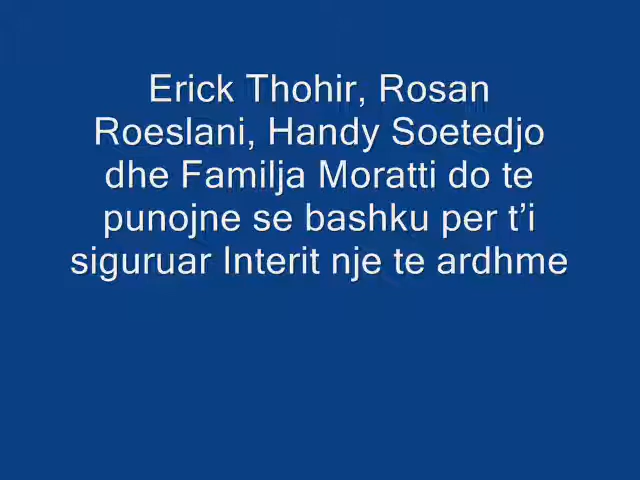 Erick Thohir, Rosan
Roeslani, Handy Soetedjo
dhe Familja Moratti do te
punojne se bashku per t’i
siguruar Interit nje te ardhme